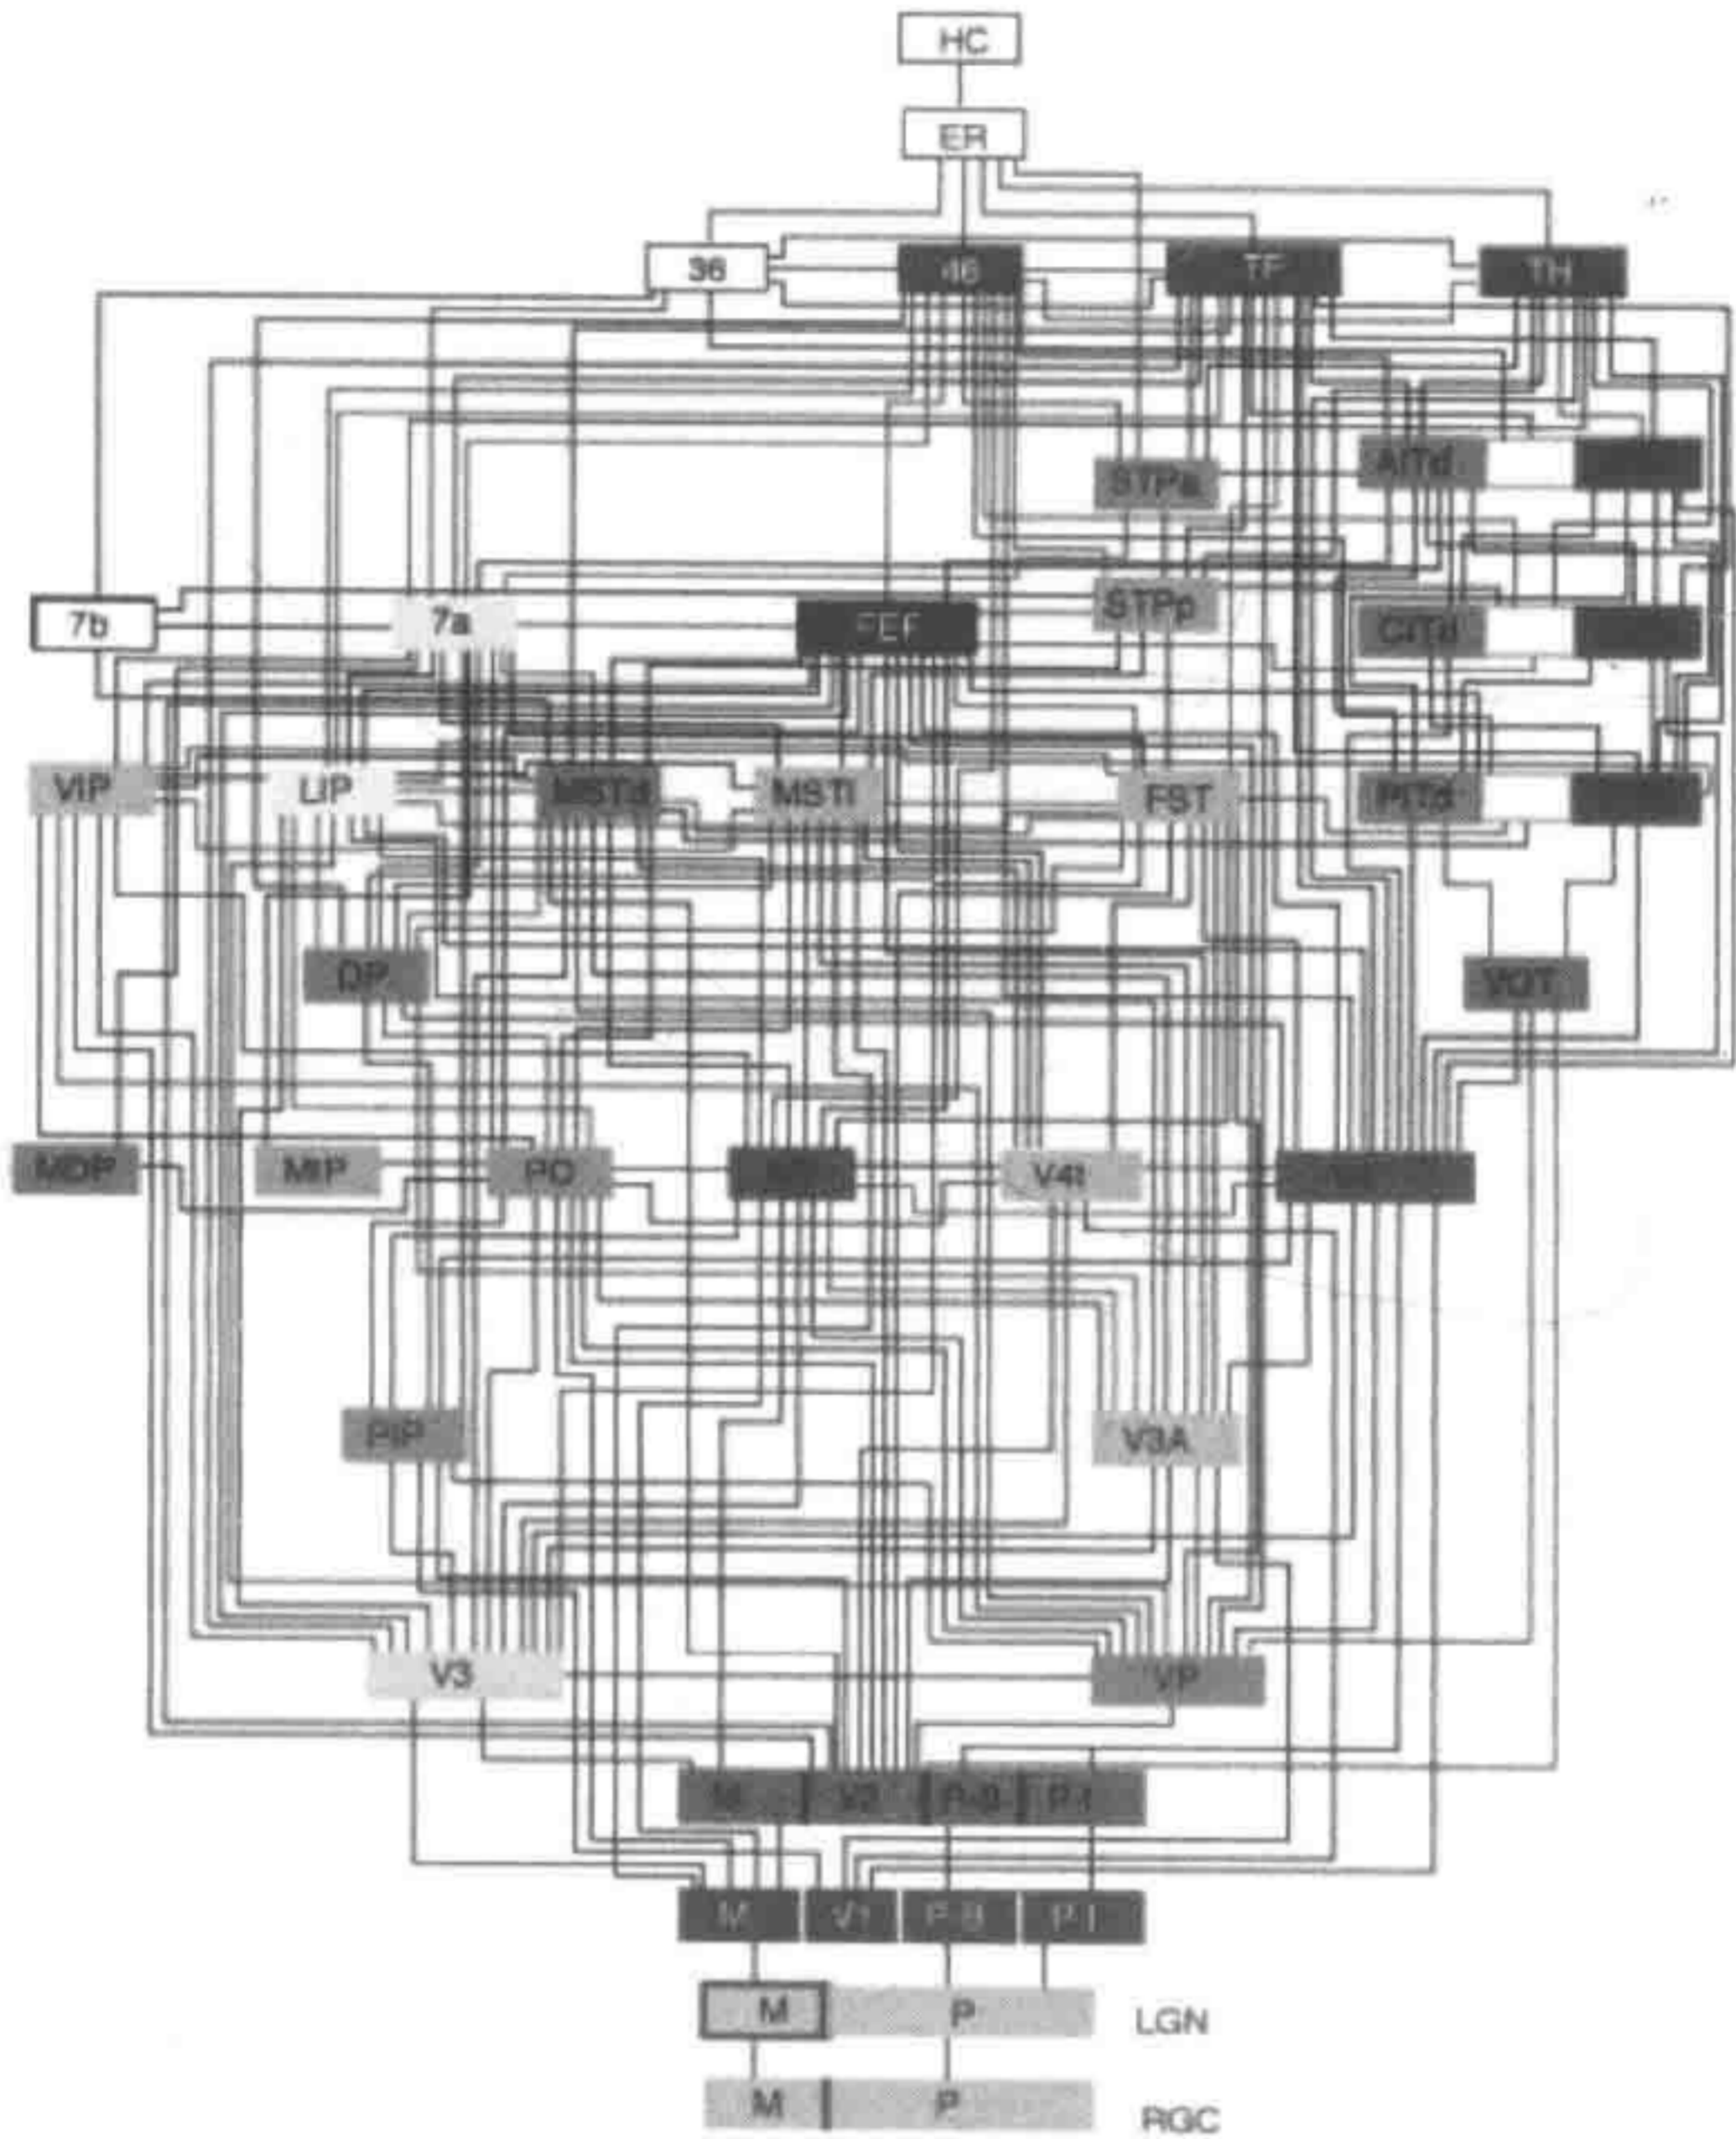 HC
ER
36 46 TF TH
STPa AITd
7b 7a FEF STPp CITd
VIP LIP MSTd MSTl FST PITd
DP VOT
MDP MIP PO V4t
PIP V3A
V3 VP
M V2 P-B P-I
M V1 P-B P-I
M P LGN
M P RGC